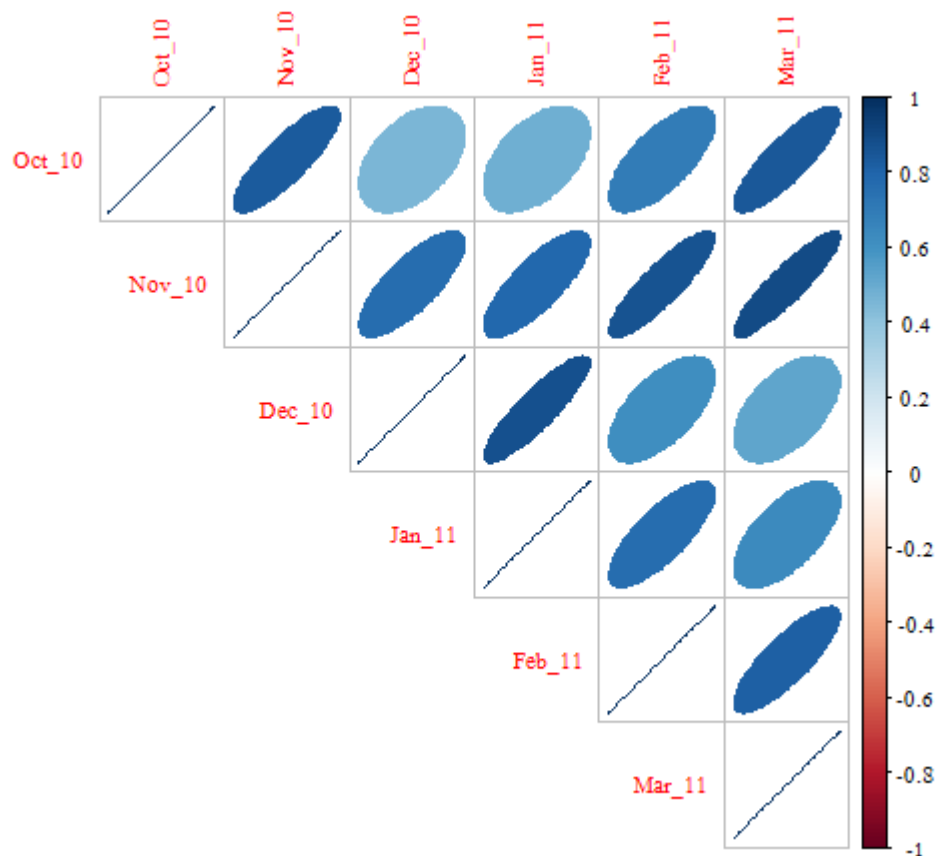 Oct_10
Nov_10
Dec_10
Jan_11
Feb_11
Mar_11
Oct_10
Nov_10
Dec_10
Jan_11
Feb_11
Mar_11
1
0.8
0.6
0.4
0.2
0
-0.2
-0.4
-0.6
-0.8
-1